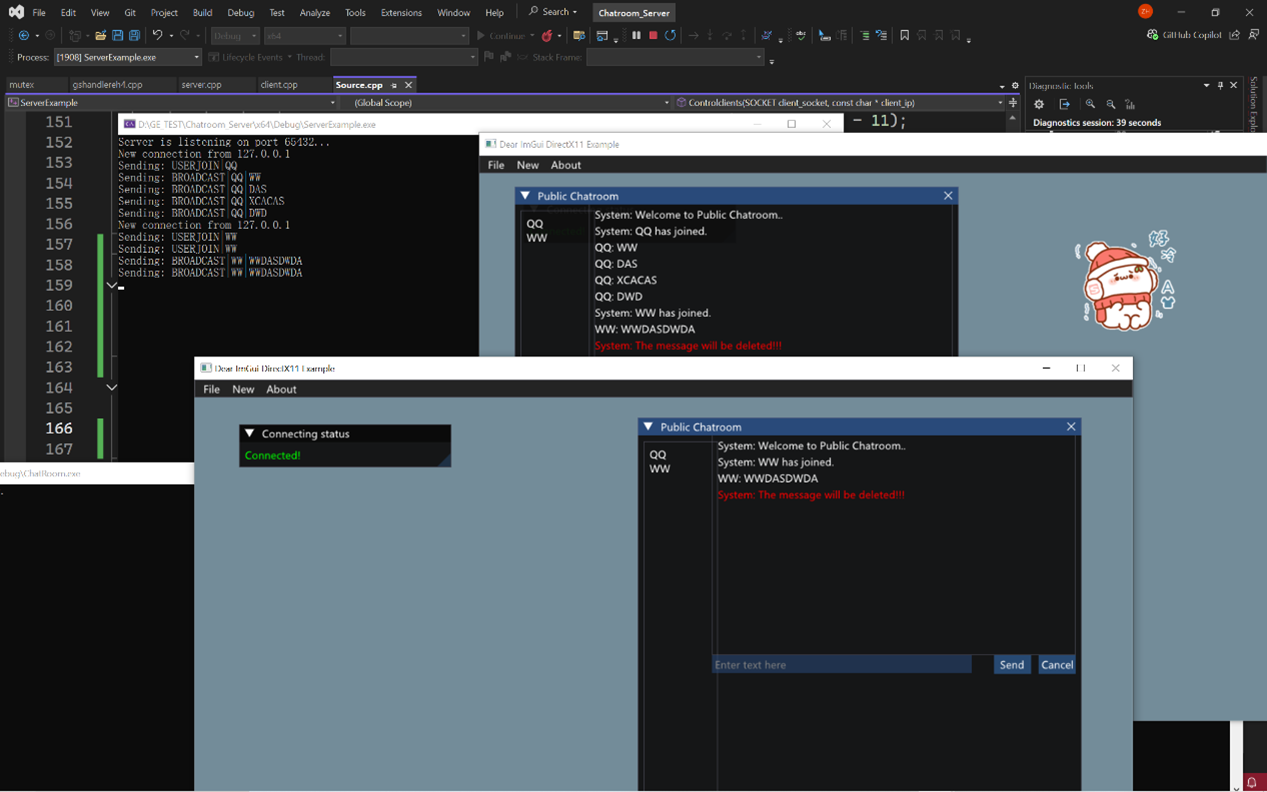 File Edit View Git Project Build Debug Test Analyze Tools Extensions Window Help Search Chatroom_Server
Debug x64 Continue GitHub Copilot
Process: [1908] ServerExample.exe Lifecycle Events Thread: Stack Frame:
mutex gshandlereh4.cpp server.cpp client.cpp Source.cpp
ServerExample (Global Scope) Controlclients(SOCKET client_socket, const char * client_ip)
Diagnostic Tools
Diagnostics session: 39 seconds
Solution Explo
151
152
153
154
155
156
157
158
159
160
161
162
163
164
165
166
167
- 11);
D:\GE_TEST\Chatroom_Server\x64\Debug\ServerExample.exe
Server is listening on port 65432...
New connection from 127.0.0.1
Sending: USERJOIN|QQ
Sending: BROADCAST|QQ|WW
Sending: BROADCAST|QQ|DAS
Sending: BROADCAST|QQ|XCACAS
Sending: BROADCAST|QQ|DWD
New connection from 127.0.0.1
Sending: USERJOIN|WW
Sending: USERJOIN|WW
Sending: BROADCAST|WW|WWDASDWDA
Sending: BROADCAST|WW|WWDASDWDA
Dear ImGui DirectX11 Example
File New About
Public Chatroom
QQ
WW
System: Welcome to Public Chatroom..
System: QQ has joined.
QQ: WW
QQ: DAS
QQ: XCACAS
QQ: DWD
System: WW has joined.
WW: WWDASDWDA
System: The message will be deleted!!!
好冷
A
ebug\ChatRoom.exe
Dear ImGui DirectX11 Example
File New About
Connecting status
Connected!
Public Chatroom
QQ
WW
System: Welcome to Public Chatroom..
System: WW has joined.
WW: WWDASDWDA
System: The message will be deleted!!!
Enter text here Send Cancel